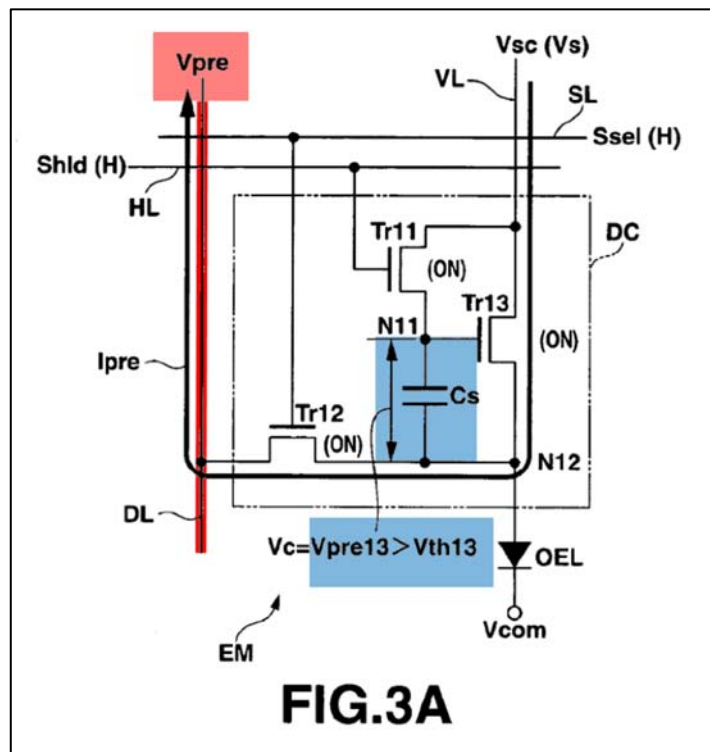 Vpre
Vsc (Vs)
VL
SL
Ssel (H)
Shld (H)
HL
Tr11
DC
(ON)
Tr13
N11
(ON)
Ipre
Cs
Tr12
(ON)
N12
DL
Vc=Vpre13>Vth13
OEL
Vcom
EM
FIG.3A